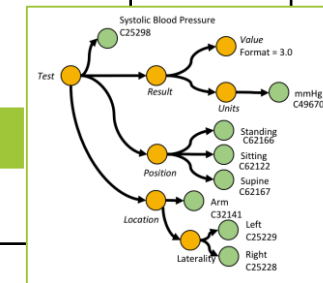 Systolic Blood Pressure
C25298
Value
Format = 3.0
Test
Result
mmHg
C49670
Units
Standing
C62166
Sitting
C62122
Position
Supine
C62167
Arm
C32141
Location
Left
C25229
Laterality
Right
C25228